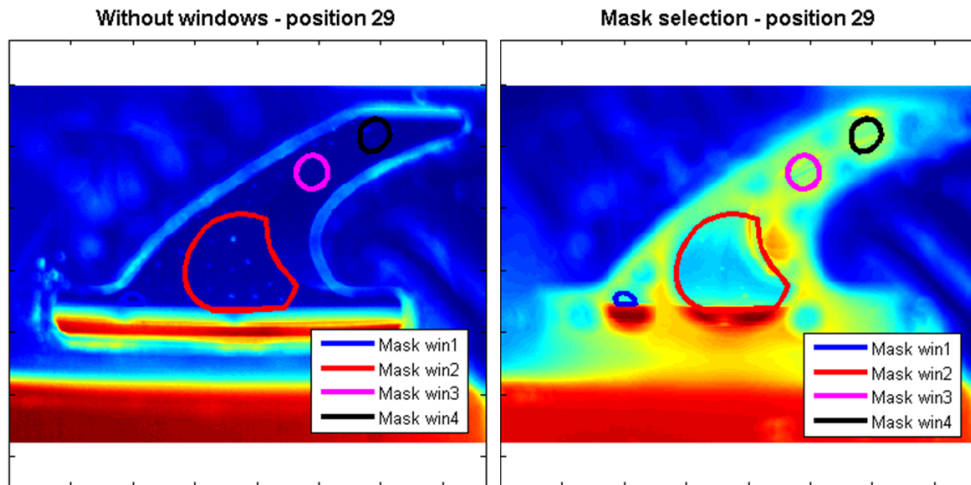 Without windows - position 29
Mask win1
Mask win2
Mask win3
Mask win4
Mask selection - position 29
Mask win1
Mask win2
Mask win3
Mask win4